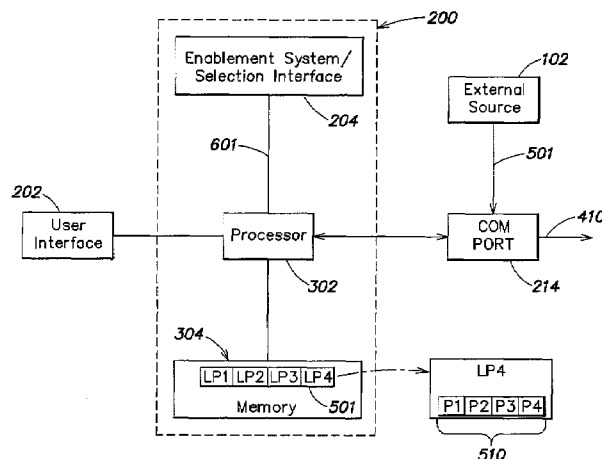 200
Enablement System/
Selection Interface
204
102
External
Source
601
501
202
User
Interface
Processor
302
COM
PORT
410
214
304
LP1 LP2 LP3 LP4
Memory
501
LP4
P1 P2 P3 P4
510